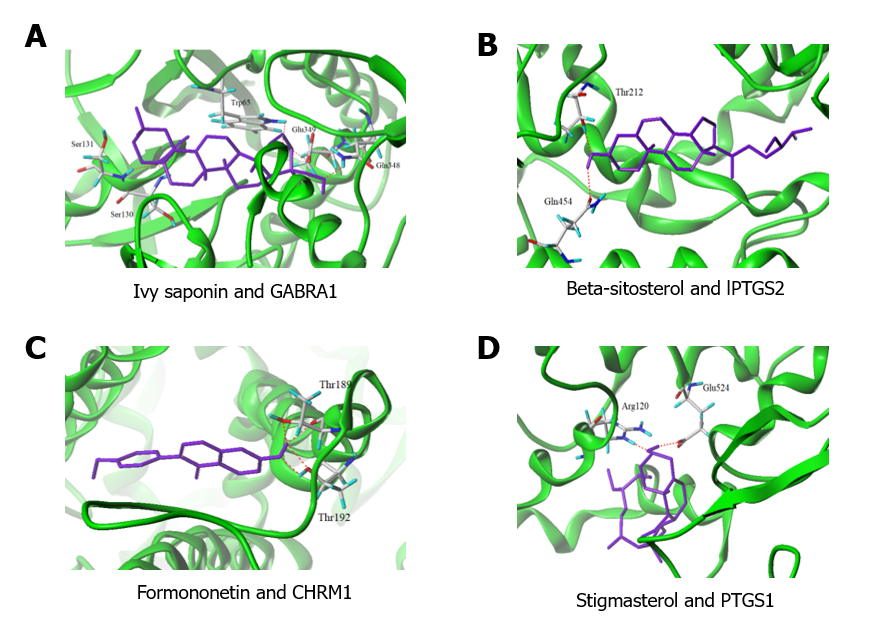 A
Trp65
Glu349
Ser131
Glu348
Ser130
Ivy saponin and GABRA1
B
Thr212
Gln454
Beta-sitosterol and lPTGS2
C
Thr189
Thr192
Formononetin and CHRM1
D
Glu524
Arg120
Stigmasterol and PTGS1